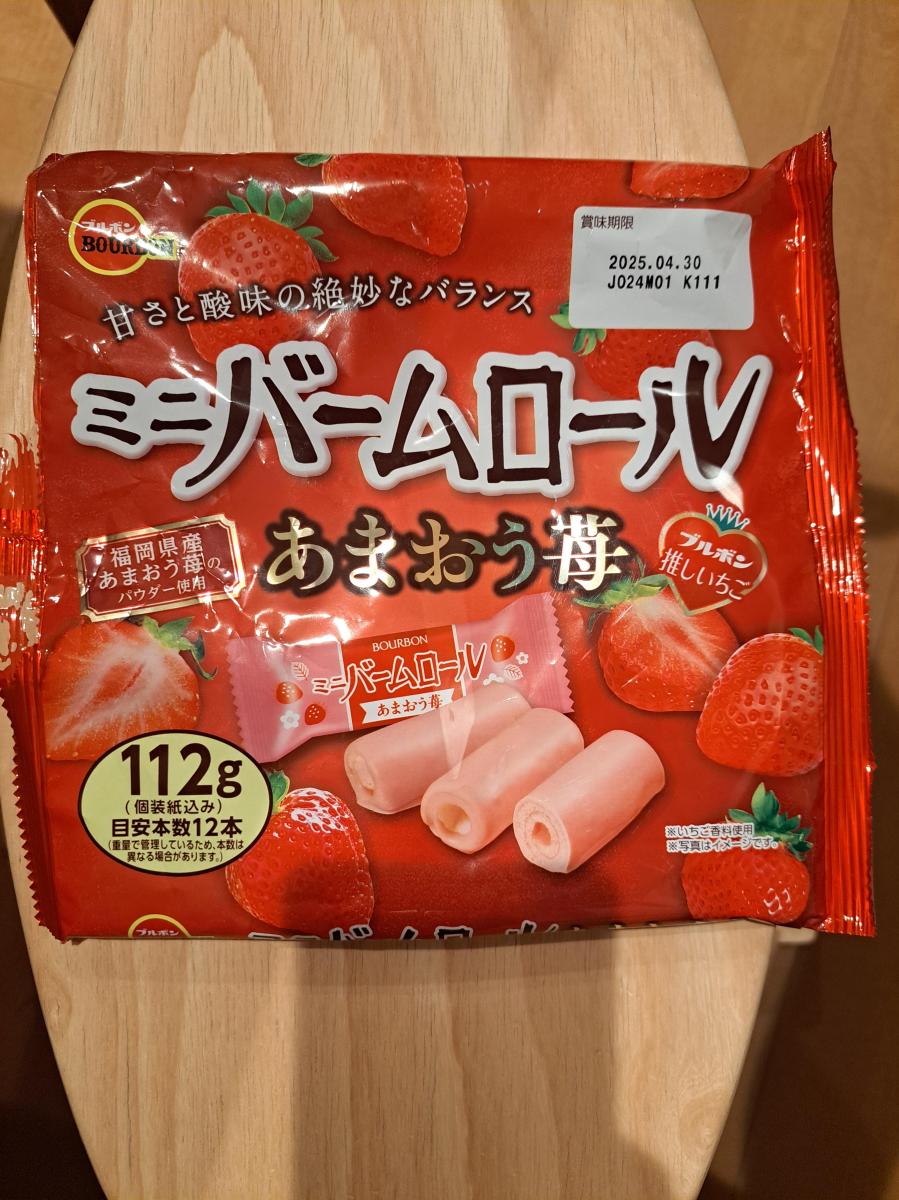 ブルボン
BOURBON
賞味期限
2025.04.30
JO24M01 K111
甘さと酸味の絶妙なバランス
ミニバームロール
あまおう苺
福岡県産
あまおう苺の
パウダー使用
ブルボン
推しいちご
BOURBON
ミニバームロール
あまおう苺
112g
(個装紙込み)
目安本数12本
(重量で管理しているため、本数は
異なる場合があります。)
※いちご香料使用
※写真はイメージです。
ブルボン